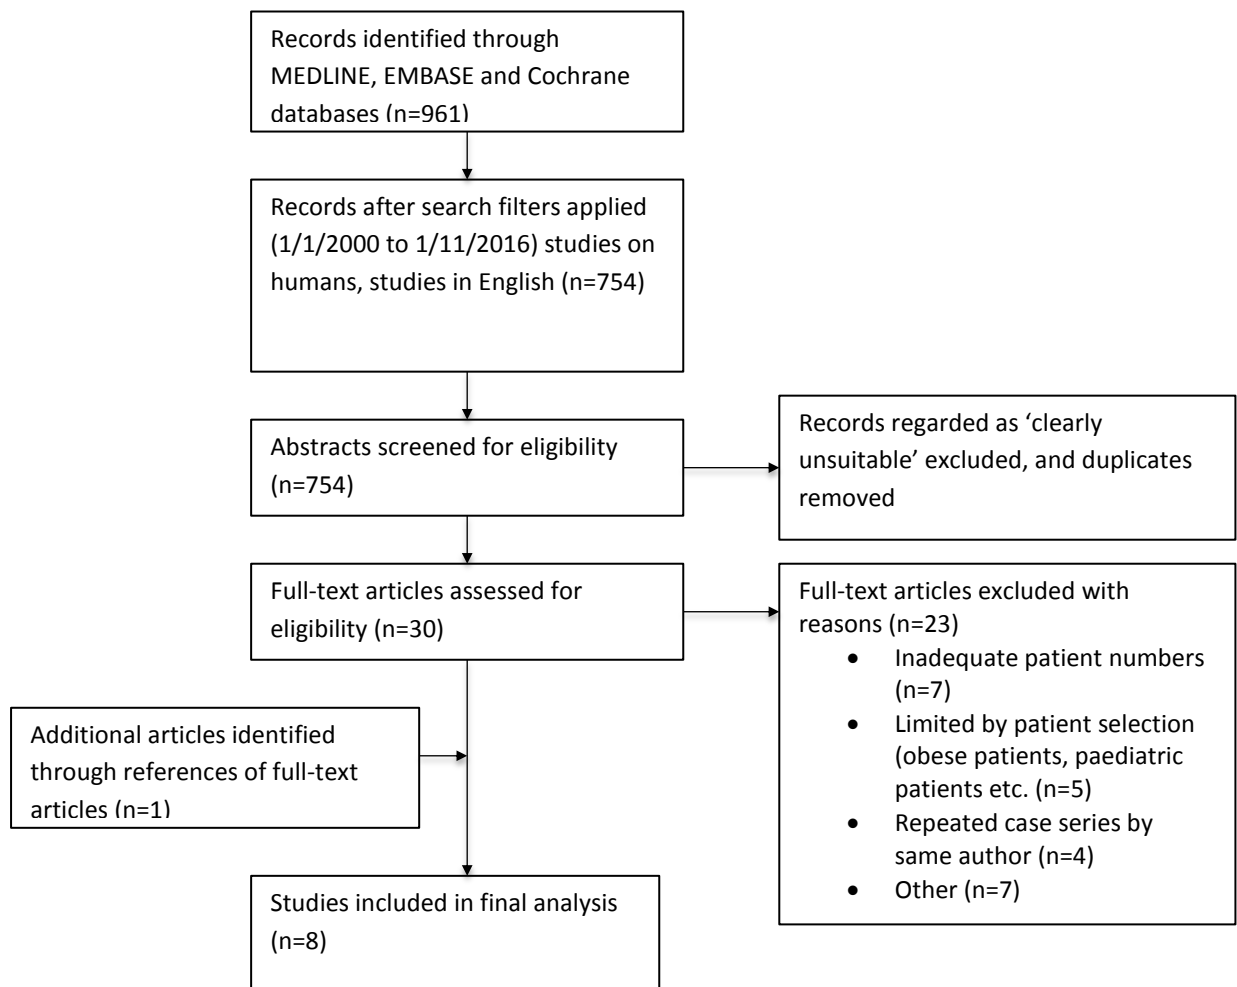 Records identified through
MEDLINE, EMBASE and Cochrane
databases (n=961)
Records after search filters applied
(1/1/2000 to 1/11/2016) studies on
humans, studies in English (n=754)
Abstracts screened for eligibility
(n=754)
Records regarded as ‘clearly
unsuitable’ excluded, and duplicates
removed
Full-text articles assessed for
eligibility (n=30)
Full-text articles excluded with
reasons (n=23)
• Inadequate patient numbers
(n=7)
• Limited by patient selection
(obese patients, paediatric
patients etc. (n=5)
• Repeated case series by
same author (n=4)
• Other (n=7)
Additional articles identified
through references of full-text
articles (n=1)
Studies included in final analysis
(n=8)